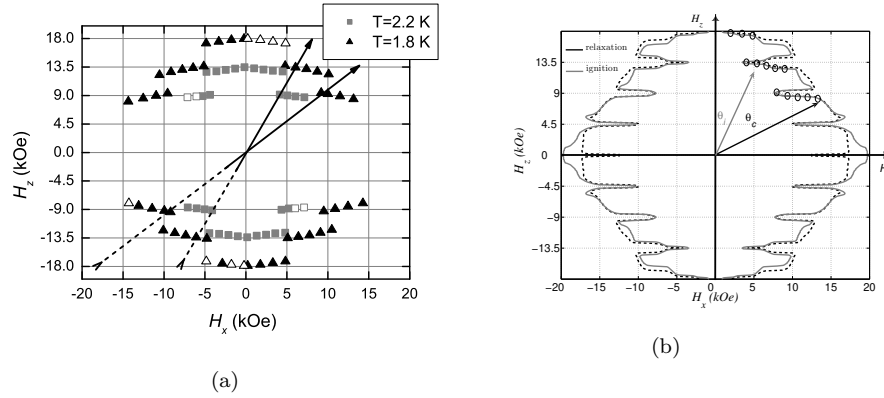 T=2.2 K
T=1.8 K
18.0
13.5
9.0
4.5
0.0
-4.5
-9.0
-13.5
-18.0
-20 -15 -10 -5 0 5 10 15 20
H_z (kOe)
H_x (kOe)
(a)
H_z
relaxation
ignition
13.5
9
4.5
0
−4.5
−9
−13.5
−20 −15 −10 −5 0 5 10 15 20
H_z (kOe)
H_x (kOe)
θ_i
θ_c
(b)